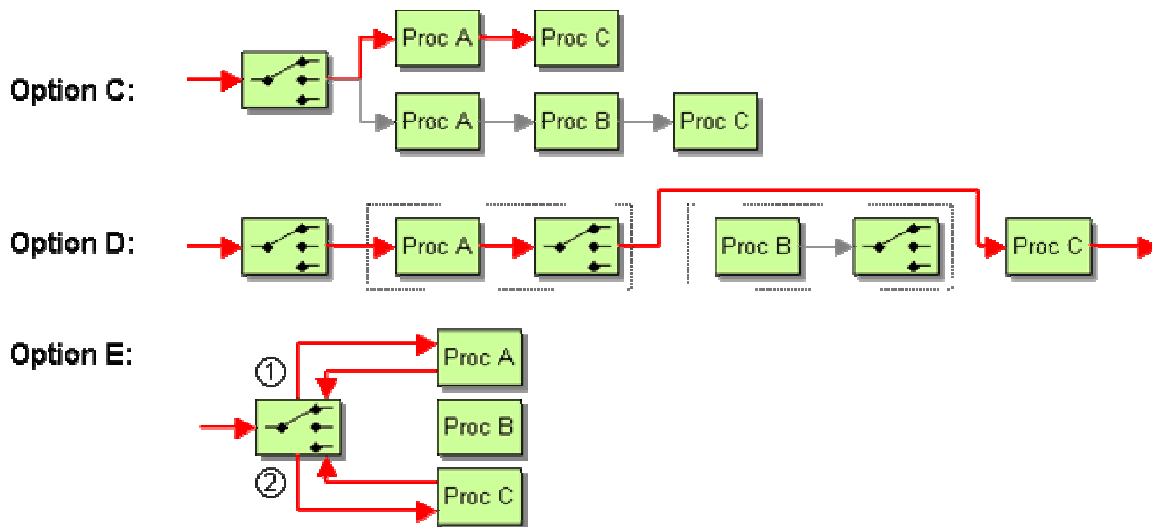 Proc A
Proc C
Option C:
Proc A
Proc B
Proc C
Option D:
Proc A
Proc B
Proc C
Option E:
Proc A
①
Proc B
②
Proc C